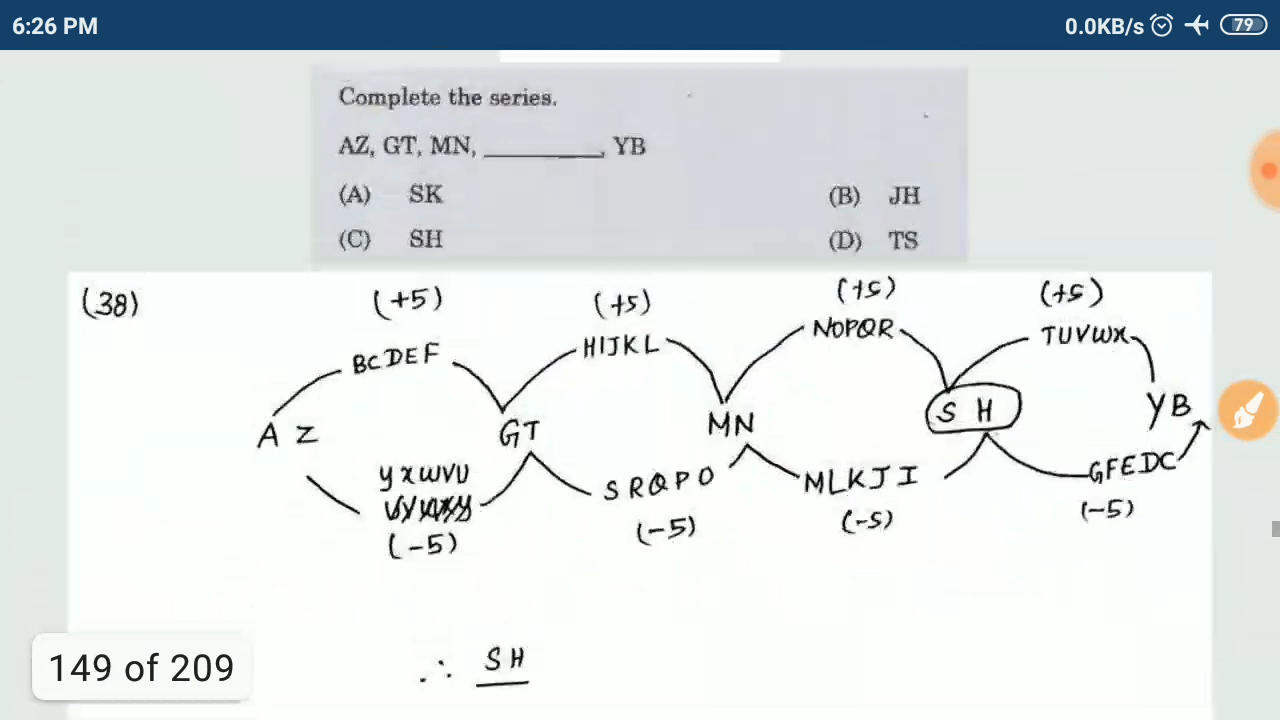 6:26 PM 0.0KB/s 79
Complete the series.
AZ, GT, MN, __________, YB
(A) SK (B) JH
(C) SH (D) TS
(38) (+5) (+5) (+5) (+5)
BCDEF HIJKL NOPQR TUVWX
A Z GT MN S H YB
YXWVU SRQPO MLKJI GFEDC
(-5) (-5) (-5) (-5)
149 of 209 ∴ SH